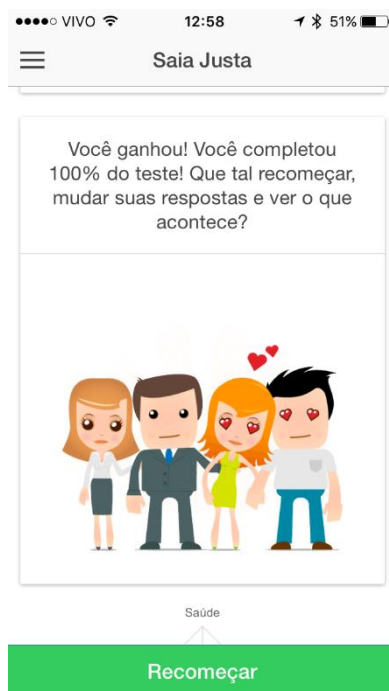 VIVO 12:58 51%
Saia Justa
Você ganhou! Você completou
100% do teste! Que tal recomeçar,
mudar suas respostas e ver o que
acontece?
Saúde
Recomeçar